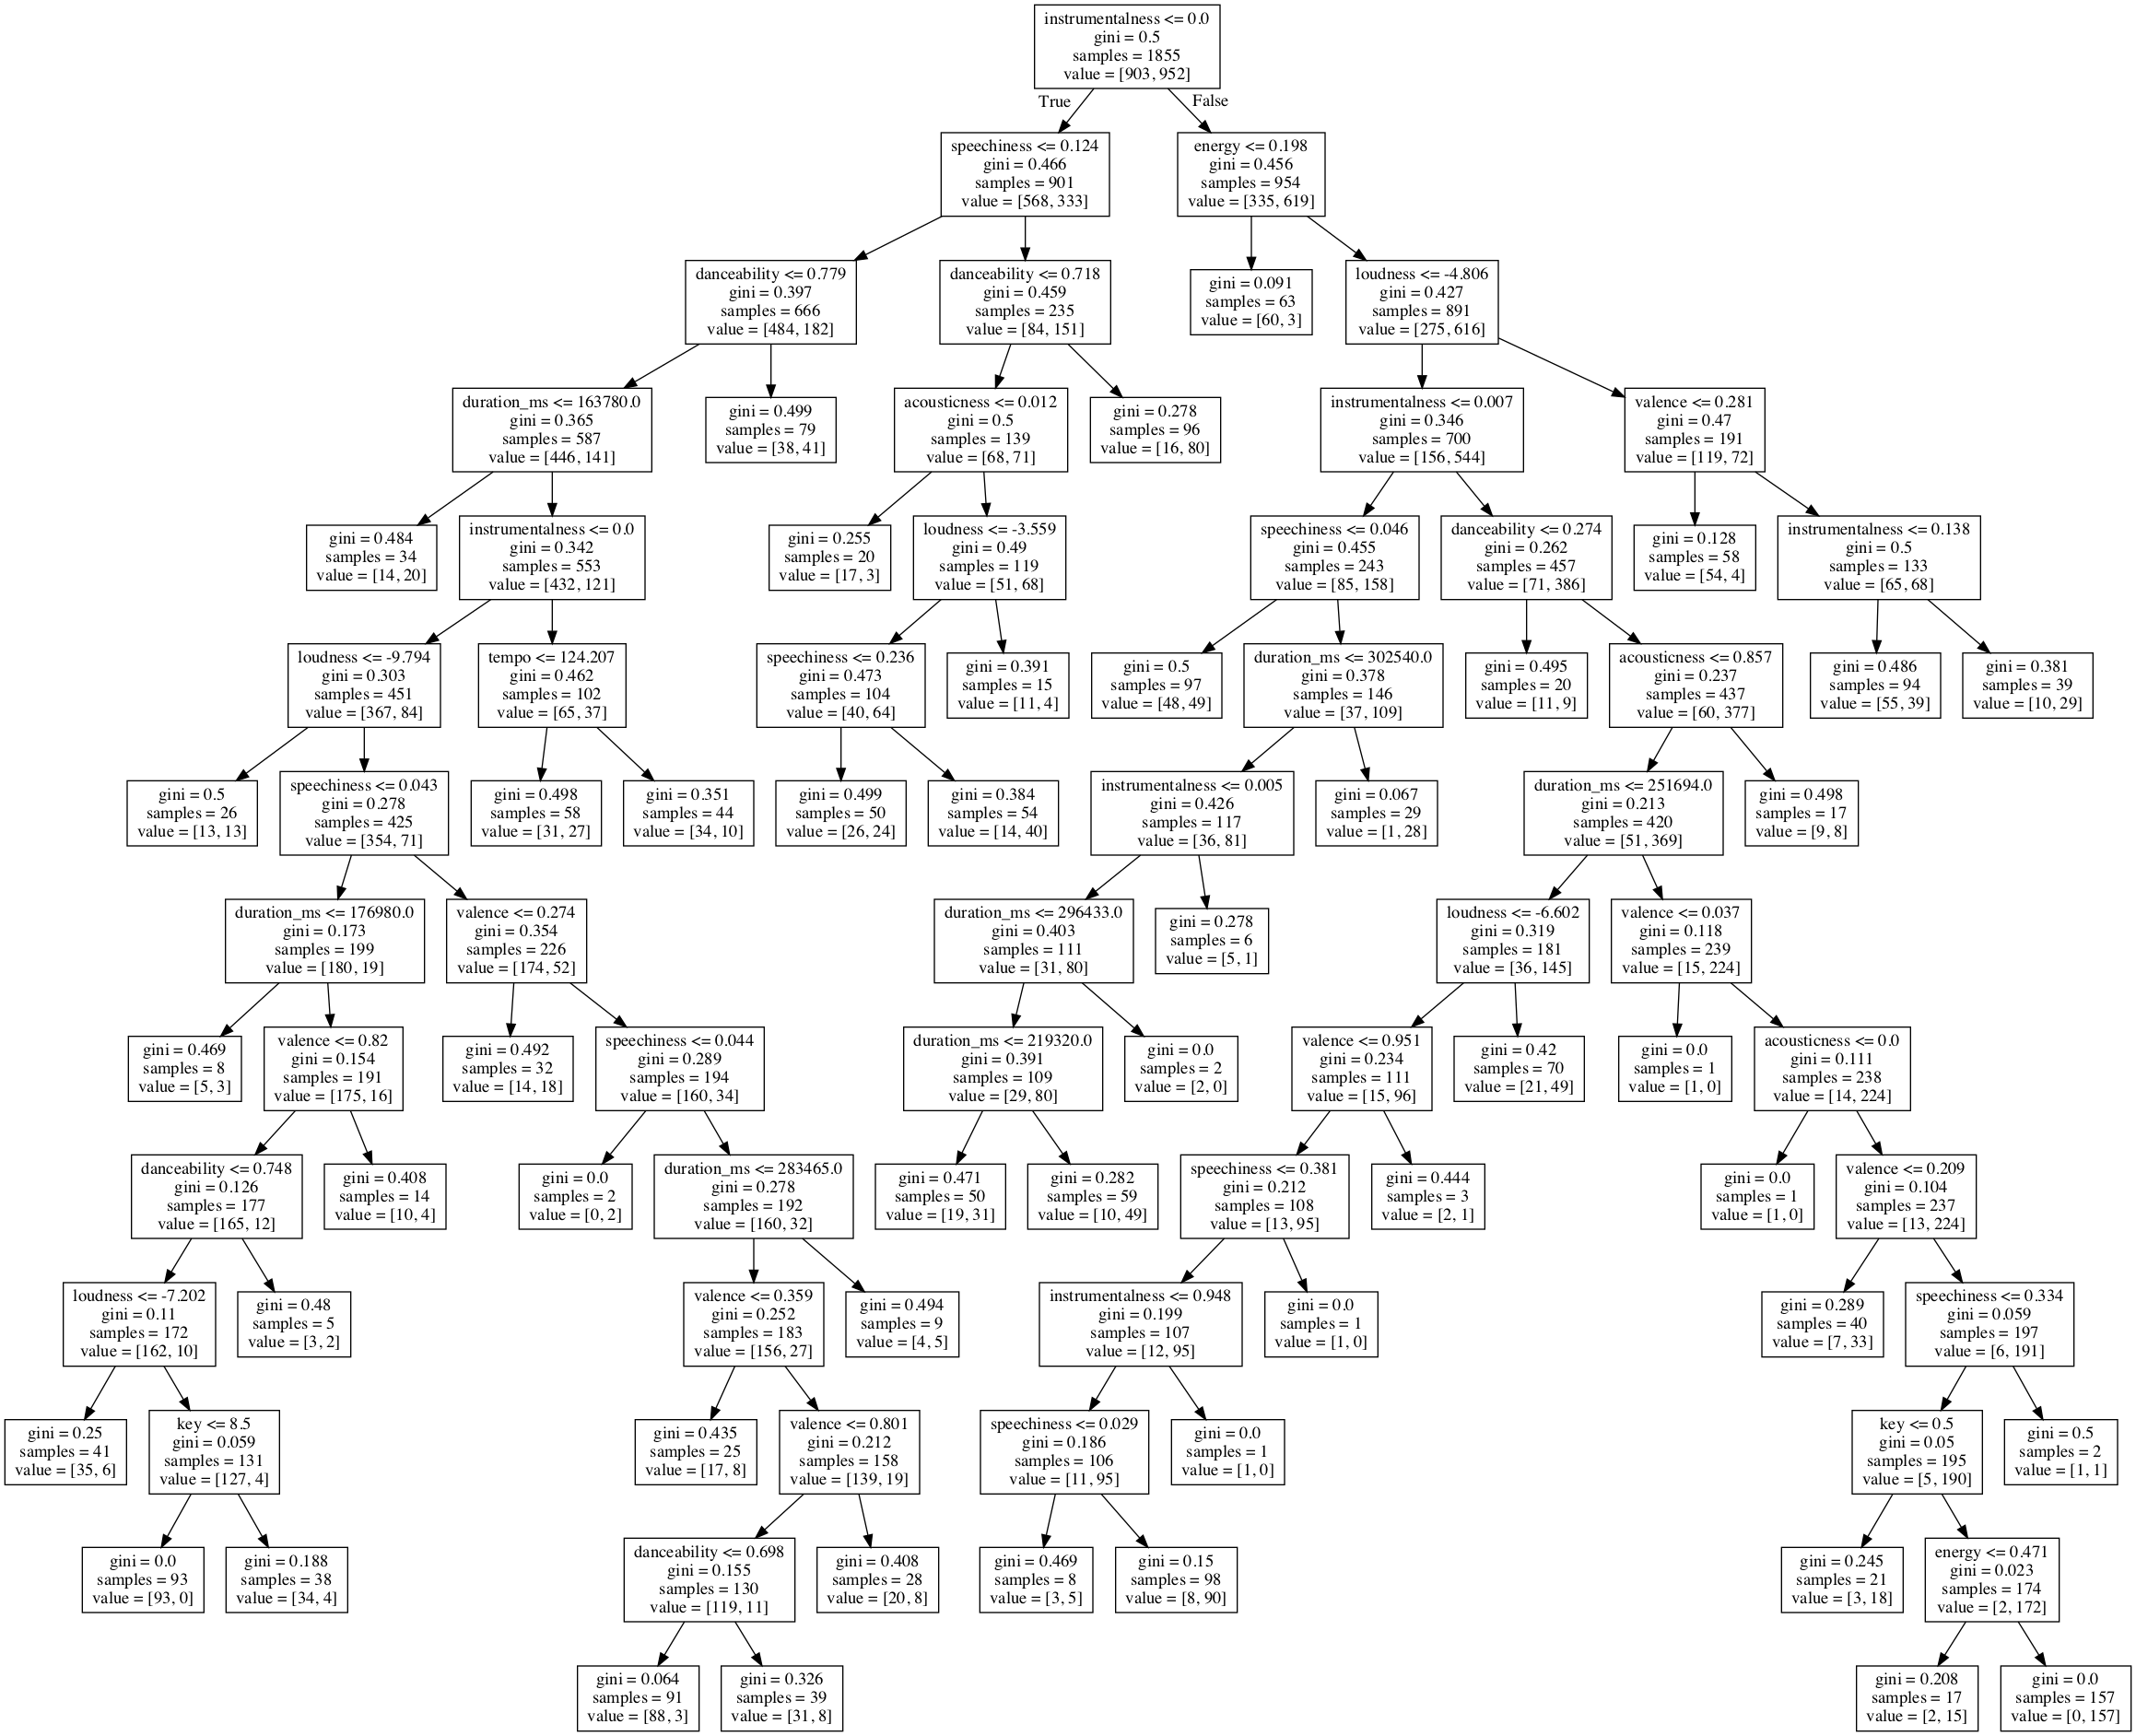 instrumentalness <= 0.0
gini = 0.5
samples = 1855
value = [903, 952]
True
False
speechiness <= 0.124
gini = 0.466
samples = 901
value = [568, 333]
energy <= 0.198
gini = 0.456
samples = 954
value = [335, 619]
danceability <= 0.779
gini = 0.397
samples = 666
value = [484, 182]
danceability <= 0.718
gini = 0.459
samples = 235
value = [84, 151]
gini = 0.091
samples = 63
value = [60, 3]
loudness <= -4.806
gini = 0.427
samples = 891
value = [275, 616]
duration_ms <= 163780.0
gini = 0.365
samples = 587
value = [446, 141]
gini = 0.499
samples = 79
value = [38, 41]
acousticness <= 0.012
gini = 0.5
samples = 139
value = [68, 71]
gini = 0.278
samples = 96
value = [16, 80]
instrumentalness <= 0.007
gini = 0.346
samples = 700
value = [156, 544]
valence <= 0.281
gini = 0.47
samples = 191
value = [119, 72]
gini = 0.484
samples = 34
value = [14, 20]
instrumentalness <= 0.0
gini = 0.342
samples = 553
value = [432, 121]
gini = 0.255
samples = 20
value = [17, 3]
loudness <= -3.559
gini = 0.49
samples = 119
value = [51, 68]
speechiness <= 0.046
gini = 0.455
samples = 243
value = [85, 158]
danceability <= 0.274
gini = 0.262
samples = 457
value = [71, 386]
gini = 0.128
samples = 58
value = [54, 4]
instrumentalness <= 0.138
gini = 0.5
samples = 133
value = [65, 68]
loudness <= -9.794
gini = 0.303
samples = 451
value = [367, 84]
tempo <= 124.207
gini = 0.462
samples = 102
value = [65, 37]
speechiness <= 0.236
gini = 0.473
samples = 104
value = [40, 64]
gini = 0.391
samples = 15
value = [11, 4]
gini = 0.5
samples = 97
value = [48, 49]
duration_ms <= 302540.0
gini = 0.378
samples = 146
value = [37, 109]
gini = 0.495
samples = 20
value = [11, 9]
acousticness <= 0.857
gini = 0.237
samples = 437
value = [60, 377]
gini = 0.486
samples = 94
value = [55, 39]
gini = 0.381
samples = 39
value = [10, 29]
gini = 0.5
samples = 26
value = [13, 13]
speechiness <= 0.043
gini = 0.278
samples = 425
value = [354, 71]
gini = 0.498
samples = 58
value = [31, 27]
gini = 0.351
samples = 44
value = [34, 10]
gini = 0.499
samples = 50
value = [26, 24]
gini = 0.384
samples = 54
value = [14, 40]
instrumentalness <= 0.005
gini = 0.426
samples = 117
value = [36, 81]
gini = 0.067
samples = 29
value = [1, 28]
duration_ms <= 251694.0
gini = 0.213
samples = 420
value = [51, 369]
gini = 0.498
samples = 17
value = [9, 8]
duration_ms <= 176980.0
gini = 0.173
samples = 199
value = [180, 19]
valence <= 0.274
gini = 0.354
samples = 226
value = [174, 52]
duration_ms <= 296433.0
gini = 0.403
samples = 111
value = [31, 80]
gini = 0.278
samples = 6
value = [5, 1]
loudness <= -6.602
gini = 0.319
samples = 181
value = [36, 145]
valence <= 0.037
gini = 0.118
samples = 239
value = [15, 224]
gini = 0.469
samples = 8
value = [5, 3]
valence <= 0.82
gini = 0.154
samples = 191
value = [175, 16]
gini = 0.492
samples = 32
value = [14, 18]
speechiness <= 0.044
gini = 0.289
samples = 194
value = [160, 34]
duration_ms <= 219320.0
gini = 0.391
samples = 109
value = [29, 80]
gini = 0.0
samples = 2
value = [2, 0]
valence <= 0.951
gini = 0.234
samples = 111
value = [15, 96]
gini = 0.42
samples = 70
value = [21, 49]
gini = 0.0
samples = 1
value = [1, 0]
acousticness <= 0.0
gini = 0.111
samples = 238
value = [14, 224]
danceability <= 0.748
gini = 0.126
samples = 177
value = [165, 12]
gini = 0.408
samples = 14
value = [10, 4]
gini = 0.0
samples = 2
value = [0, 2]
duration_ms <= 283465.0
gini = 0.278
samples = 192
value = [160, 32]
gini = 0.471
samples = 50
value = [19, 31]
gini = 0.282
samples = 59
value = [10, 49]
speechiness <= 0.381
gini = 0.212
samples = 108
value = [13, 95]
gini = 0.444
samples = 3
value = [2, 1]
gini = 0.0
samples = 1
value = [1, 0]
valence <= 0.209
gini = 0.104
samples = 237
value = [13, 224]
loudness <= -7.202
gini = 0.11
samples = 172
value = [162, 10]
gini = 0.48
samples = 5
value = [3, 2]
valence <= 0.359
gini = 0.252
samples = 183
value = [156, 27]
gini = 0.494
samples = 9
value = [4, 5]
instrumentalness <= 0.948
gini = 0.199
samples = 107
value = [12, 95]
gini = 0.0
samples = 1
value = [1, 0]
gini = 0.289
samples = 40
value = [7, 33]
speechiness <= 0.334
gini = 0.059
samples = 197
value = [6, 191]
gini = 0.25
samples = 41
value = [35, 6]
key <= 8.5
gini = 0.059
samples = 131
value = [127, 4]
gini = 0.435
samples = 25
value = [17, 8]
valence <= 0.801
gini = 0.212
samples = 158
value = [139, 19]
speechiness <= 0.029
gini = 0.186
samples = 106
value = [11, 95]
gini = 0.0
samples = 1
value = [1, 0]
key <= 0.5
gini = 0.05
samples = 195
value = [5, 190]
gini = 0.5
samples = 2
value = [1, 1]
gini = 0.0
samples = 93
value = [93, 0]
gini = 0.188
samples = 38
value = [34, 4]
danceability <= 0.698
gini = 0.155
samples = 130
value = [119, 11]
gini = 0.408
samples = 28
value = [20, 8]
gini = 0.469
samples = 8
value = [3, 5]
gini = 0.15
samples = 98
value = [8, 90]
gini = 0.245
samples = 21
value = [3, 18]
energy <= 0.471
gini = 0.023
samples = 174
value = [2, 172]
gini = 0.064
samples = 91
value = [88, 3]
gini = 0.326
samples = 39
value = [31, 8]
gini = 0.208
samples = 17
value = [2, 15]
gini = 0.0
samples = 157
value = [0, 157]